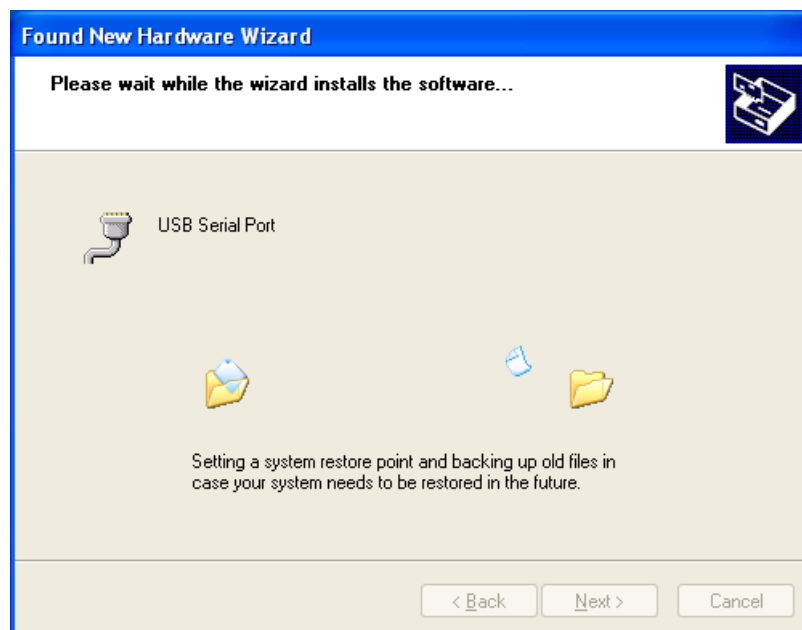 Found New Hardware Wizard
Please wait while the wizard installs the software...
USB Serial Port
Setting a system restore point and backing up old files in
case your system needs to be restored in the future.
< Back
Next >
Cancel